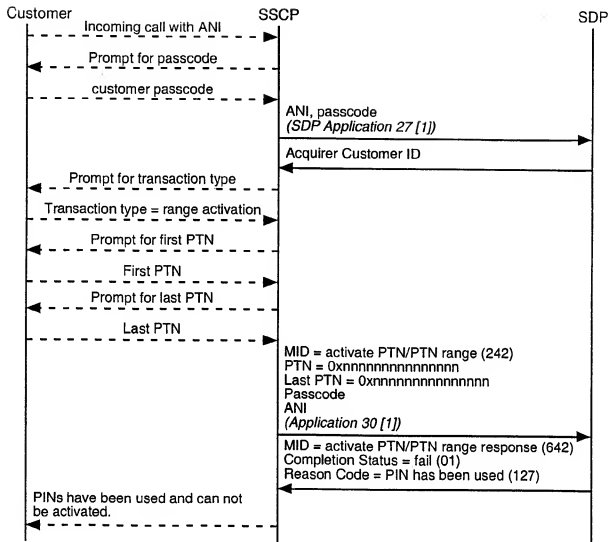 Customer
SSCP
SDP
Incoming call with ANI
Prompt for passcode
customer passcode
ANI, passcode
(SDP Application 27 [1])
Acquirer Customer ID
Prompt for transaction type
Transaction type = range activation
Prompt for first PTN
First PTN
Prompt for last PTN
Last PTN
MID = activate PTN/PTN range (242)
PTN = 0xnnnnnnnnnnnnnnnn
Last PTN = 0xnnnnnnnnnnnnnnnn
Passcode
ANI
(Application 30 [1])
MID = activate PTN/PTN range response (642)
Completion Status = fail (01)
Reason Code = PIN has been used (127)
PINs have been used and can not
be activated.